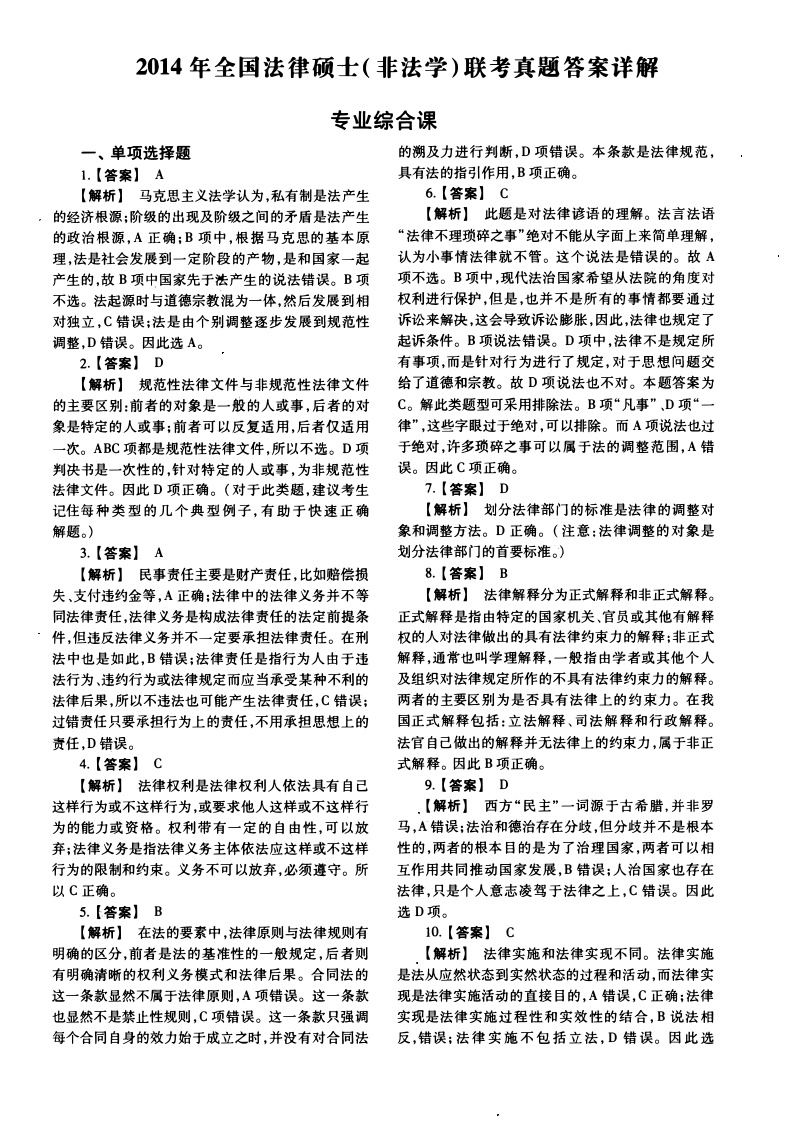 2014 年全国法律硕士(非法学)联考真题答案详解
专业综合课
一、单项选择题
1.【答案】 A
【解析】 马克思主义法学认为,私有制是法产生
的经济根源;阶级的出现及阶级之间的矛盾是法产生
的政治根源,A 正确;B 项中,根据马克思的基本原
理,法是社会发展到一定阶段的产物,是和国家一起
产生的,故 B 项中国家先于法产生的说法错误。B 项
不选。法起源时与道德宗教混为一体,然后发展到相
对独立,C 错误;法是由个别调整逐步发展到规范性
调整,D 错误。因此选 A。
2.【答案】 D
【解析】 规范性法律文件与非规范性法律文件
的主要区别:前者的对象是一般的人或事,后者的对
象是特定的人或事;前者可以反复适用,后者仅适用
一次。ABC 项都是规范性法律文件,所以不选。D 项
判决书是一次性的,针对特定的人或事,为非规范性
法律文件。因此 D 项正确。(对于此类题,建议考生
记住每种类型的几个典型例子,有助于快速正确
解题。)
3.【答案】 A
【解析】 民事责任主要是财产责任,比如赔偿损
失、支付违约金等,A 正确;法律中的法律义务并不等
同法律责任,法律义务是构成法律责任的法定前提条
件,但违反法律义务并不一定要承担法律责任。在刑
法中也是如此,B 错误;法律责任是指行为人由于违
法行为、违约行为或法律规定而应当承受某种不利的
法律后果,所以不违法也可能产生法律责任,C 错误;
过错责任只要承担行为上的责任,不用承担思想上的
责任,D 错误。
4.【答案】 C
【解析】 法律权利是法律权利人依法具有自己
这样行为或不这样行为,或要求他人这样或不这样行
为的能力或资格。权利带有一定的自由性,可以放
弃;法律义务是指法律义务主体依法应这样或不这样
行为的限制和约束。义务不可以放弃,必须遵守。所
以 C 正确。
5.【答案】 B
【解析】 在法的要素中,法律原则与法律规则有
明确的区分,前者是法的基准性的一般规定,后者则
有明确清晰的权利义务模式和法律后果。合同法的
这一条款显然不属于法律原则,A 项错误。这一条款
也显然不是禁止性规则,C 项错误。这一条款只强调
每个合同自身的效力始于成立之时,并没有对合同法
的溯及力进行判断,D 项错误。本条款是法律规范,
具有法的指引作用,B 项正确。
6.【答案】 C
【解析】 此题是对法律谚语的理解。法言法语
“法律不理琐碎之事”绝对不能从字面上来简单理解,
认为小事情法律就不管。这个说法是错误的。故 A
项不选。B 项中,现代法治国家希望从法院的角度对
权利进行保护,但是,也并不是所有的事情都要通过
诉讼来解决,这会导致诉讼膨胀,因此,法律也规定了
起诉条件。B 项说法错误。D 项中,法律不是规定所
有事项,而是针对行为进行了规定,对于思想问题交
给了道德和宗教。故 D 项说法也不对。本题答案为
C。解此类题型可采用排除法。B 项“凡事”、D 项“一
律”,这些字眼过于绝对,可以排除。而 A 项说法也过
于绝对,许多琐碎之事可以属于法的调整范围,A 错
误。因此 C 项正确。
7.【答案】 D
【解析】 划分法律部门的标准是法律的调整对
象和调整方法。D 正确。(注意:法律调整的对象是
划分法律部门的首要标准。)
8.【答案】 B
【解析】 法律解释分为正式解释和非正式解释。
正式解释是指由特定的国家机关、官员或其他有解释
权的人对法律做出的具有法律约束力的解释;非正式
解释,通常也叫学理解释,一般指由学者或其他个人
及组织对法律规定所作的不具有法律约束力的解释。
两者的主要区别为是否具有法律上的约束力。在我
国正式解释包括:立法解释、司法解释和行政解释。
法官自己做出的解释并无法律上的约束力,属于非正
式解释。因此 B 项正确。
9.【答案】 D
【解析】 西方“民主”一词源于古希腊,并非罗
马,A 错误;法治和德治存在分歧,但分歧并不是根本
性的,两者的根本目的是为了治理国家,两者可以相
互作用共同推动国家发展,B 错误;人治国家也存在
法律,只是个人意志凌驾于法律之上,C 错误。因此
选 D 项。
10.【答案】 C
【解析】 法律实施和法律实现不同。法律实施
是法从应然状态到实然状态的过程和活动,而法律实
现是法律实施活动的直接目的,A 错误,C 正确;法律
实现是法律实施过程性和实效性的结合,B 说法相
反,错误;法律实施不包括立法,D 错误。因此选